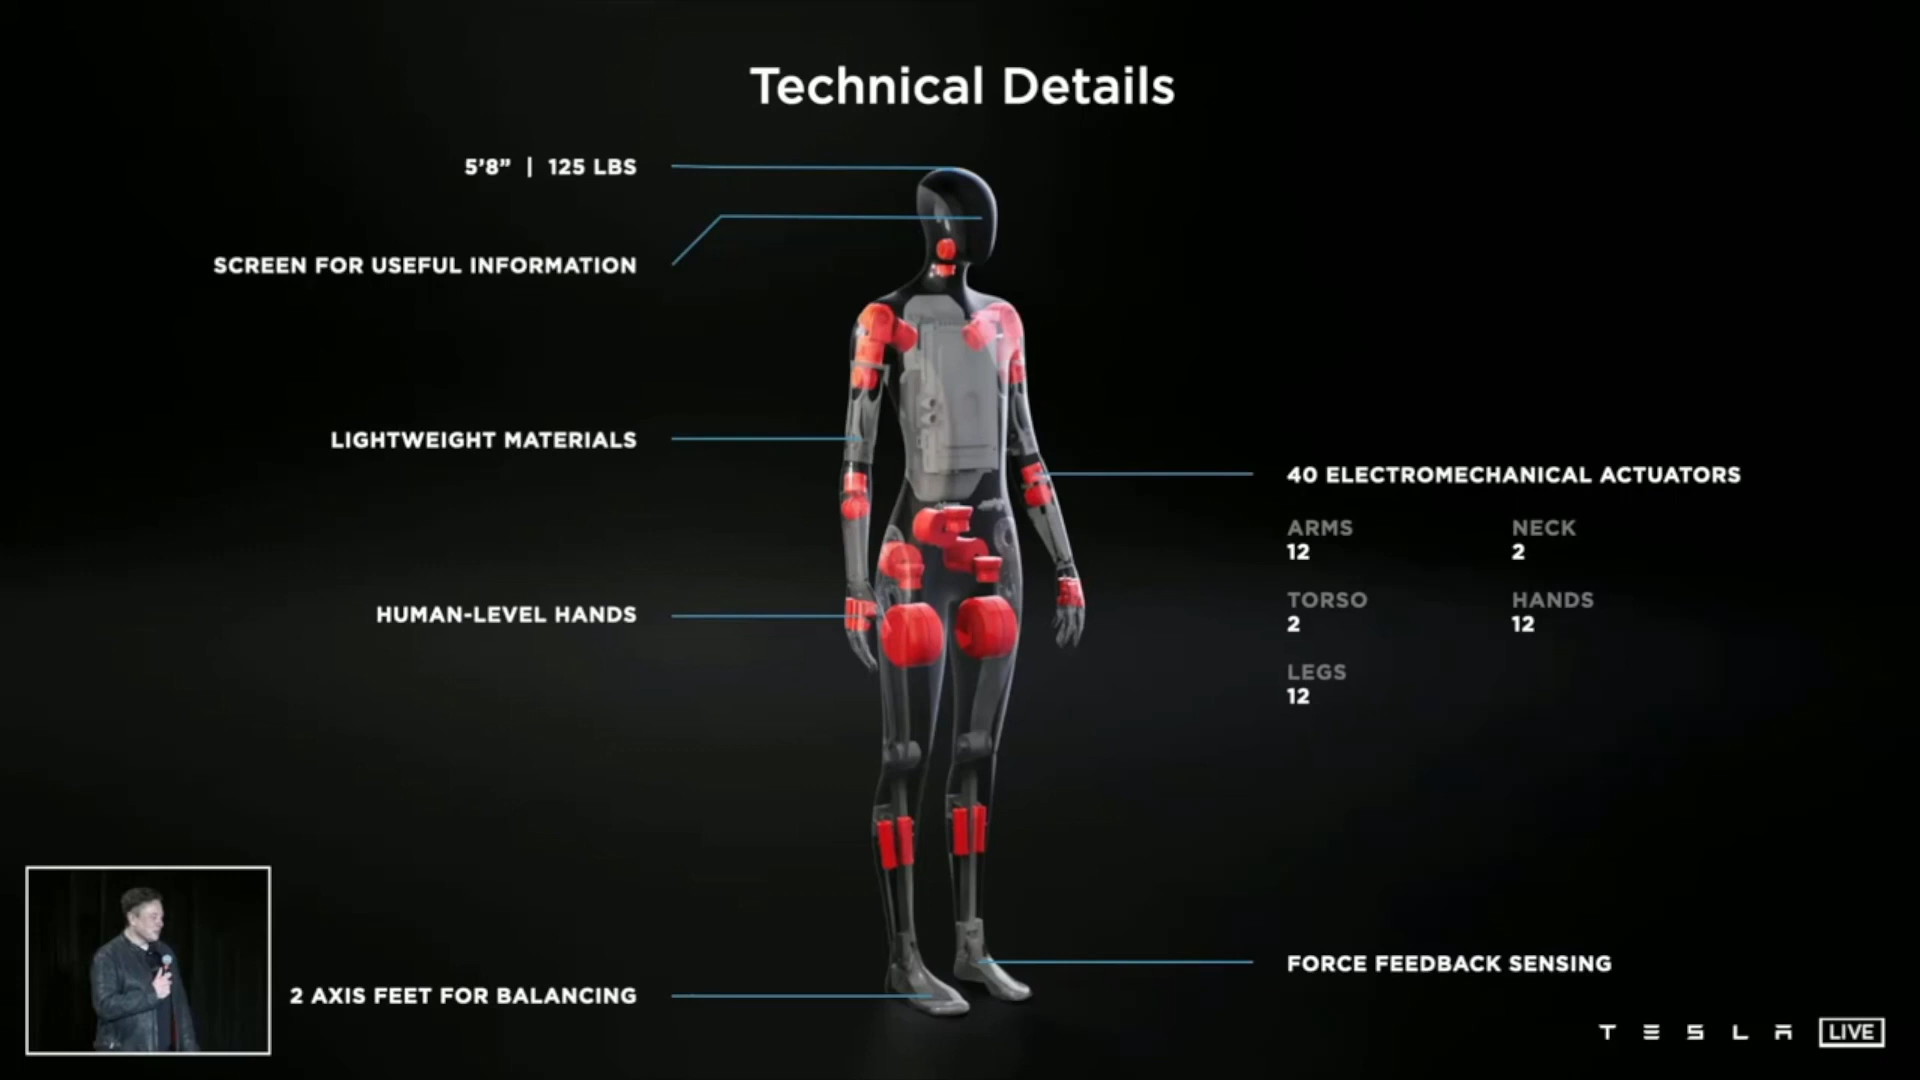 Technical Details
5’8” | 125 LBS
SCREEN FOR USEFUL INFORMATION
LIGHTWEIGHT MATERIALS
HUMAN-LEVEL HANDS
2 AXIS FEET FOR BALANCING
40 ELECTROMECHANICAL ACTUATORS
ARMS NECK
12 2
TORSO HANDS
2 12
LEGS
12
FORCE FEEDBACK SENSING
TESLA LIVE